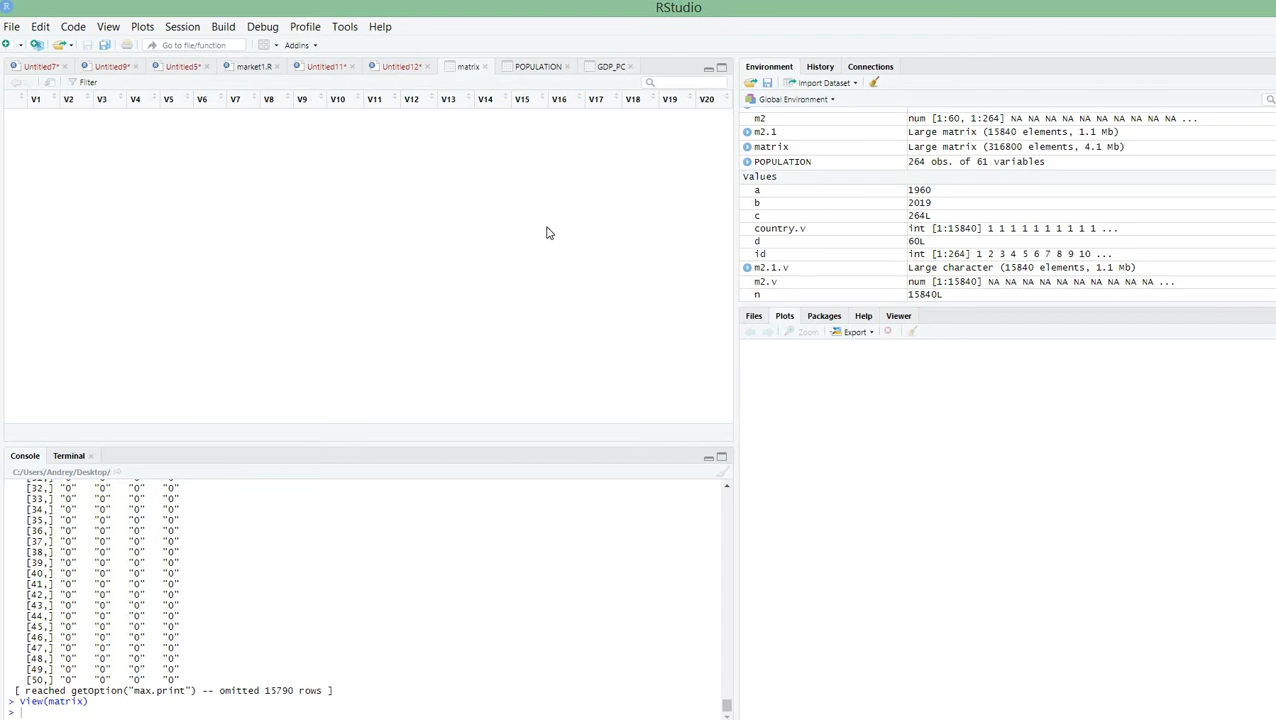 RStudio
File Edit Code View Plots Session Build Debug Profile Tools Help
Go to file/function Addins
Untitled7* Untitled9* Untitled5* market1.R Untitled11* Untitled12* matrix POPULATION GDP_PC
Filter
V1 V2 V3 V4 V5 V6 V7 V8 V9 V10 V11 V12 V13 V14 V15 V16 V17 V18 V19 V20
Console Terminal
C:/Users/Andrey/Desktop/
[32,] "0" "0" "0" "0"
[33,] "0" "0" "0" "0"
[34,] "0" "0" "0" "0"
[35,] "0" "0" "0" "0"
[36,] "0" "0" "0" "0"
[37,] "0" "0" "0" "0"
[38,] "0" "0" "0" "0"
[39,] "0" "0" "0" "0"
[40,] "0" "0" "0" "0"
[41,] "0" "0" "0" "0"
[42,] "0" "0" "0" "0"
[43,] "0" "0" "0" "0"
[44,] "0" "0" "0" "0"
[45,] "0" "0" "0" "0"
[46,] "0" "0" "0" "0"
[47,] "0" "0" "0" "0"
[48,] "0" "0" "0" "0"
[49,] "0" "0" "0" "0"
[50,] "0" "0" "0" "0"
[ reached getOption("max.print") -- omitted 15790 rows ]
> View(matrix)
>
Environment History Connections
Import Dataset
Global Environment
m2 num [1:60, 1:264] NA NA NA NA NA NA NA NA NA NA ...
m2.1 Large matrix (15840 elements, 1.1 Mb)
matrix Large matrix (316800 elements, 4.1 Mb)
POPULATION 264 obs. of 61 variables
Values
a 1960
b 2019
c 264L
country.v int [1:15840] 1 1 1 1 1 1 1 1 1 1 ...
d 60L
id int [1:264] 1 2 3 4 5 6 7 8 9 10 ...
m2.1.v Large character (15840 elements, 1.1 Mb)
m2.v num [1:15840] NA NA NA NA NA NA NA NA NA NA ...
n 15840L
Files Plots Packages Help Viewer
Zoom Export